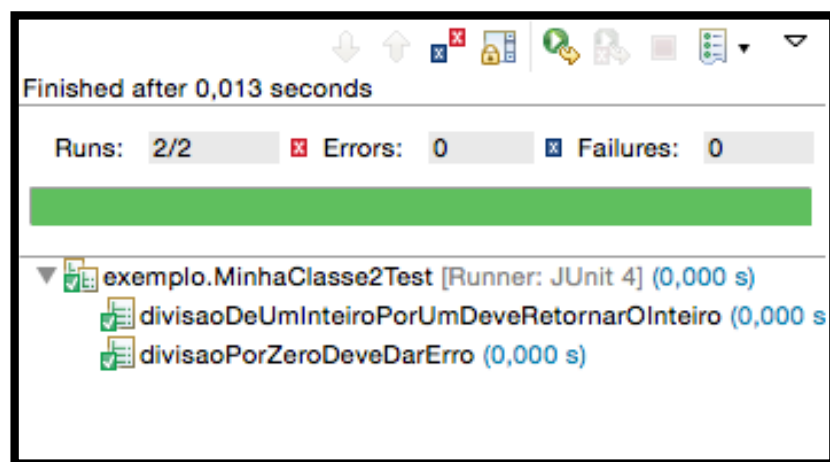 Finished after 0,013 seconds
Runs: 2/2 Errors: 0 Failures: 0
exemplo.MinhaClasse2Test [Runner: JUnit 4] (0,000 s)
divisaoDeUmInteiroPorUmDeveRetornarOInteiro (0,000 s
divisaoPorZeroDeveDarErro (0,000 s)